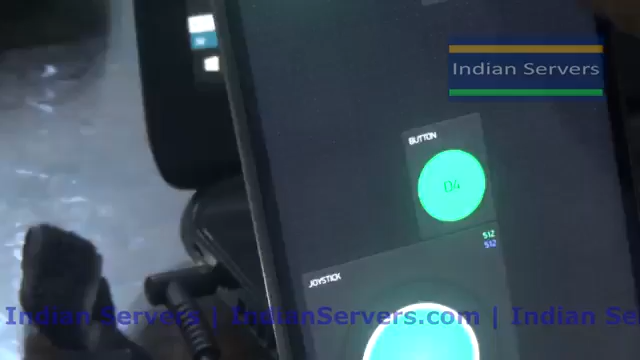 Indian Servers
BUTTON
D4
512
512
JOYSTICK
Indian Servers | IndianServers.com | Indian Se